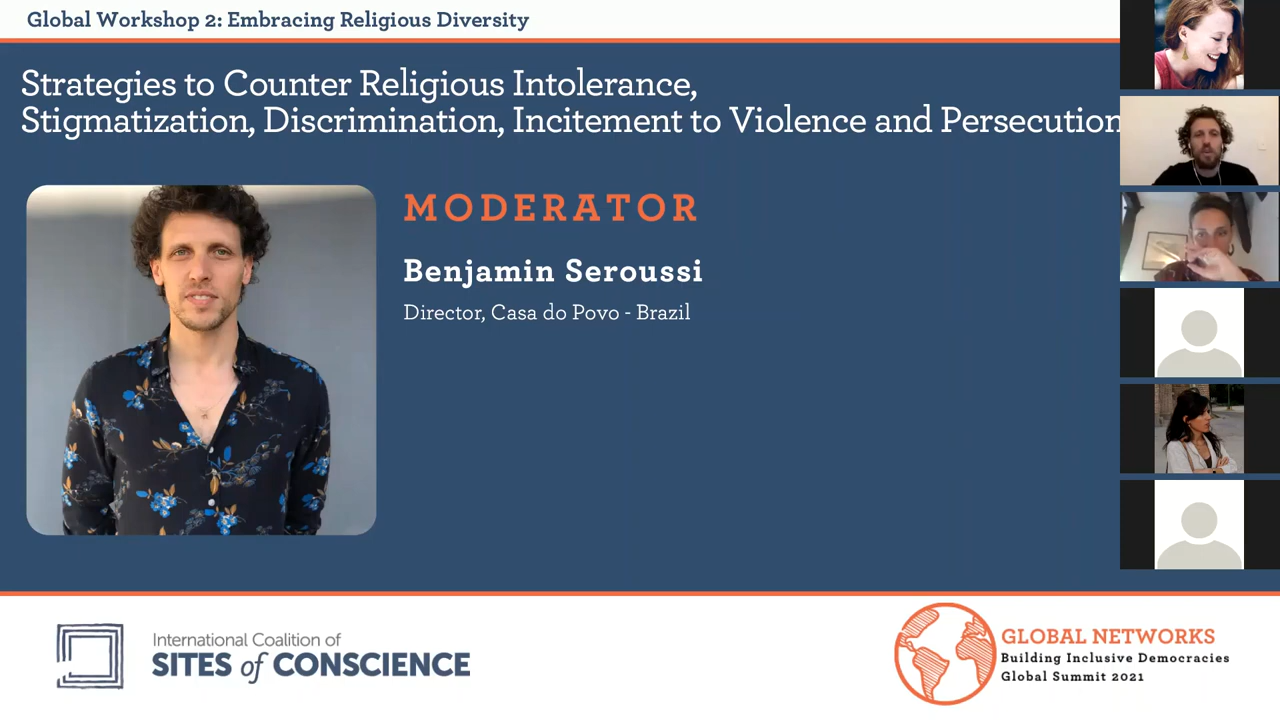 Global Workshop 2: Embracing Religious Diversity
Strategies to Counter Religious Intolerance,
Stigmatization, Discrimination, Incitement to Violence and Persecution
MODERATOR
Benjamin Seroussi
Director, Casa do Povo - Brazil
International Coalition of
SITES of CONSCIENCE
GLOBAL NETWORKS
Building Inclusive Democracies
Global Summit 2021